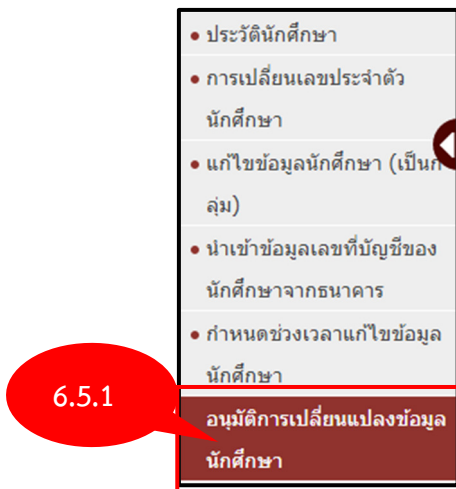 ประวัตินักศึกษา
การเปลี่ยนเลขประจำตัว
นักศึกษา
แก้ไขข้อมูลนักศึกษา (เป็นก
ลุ่ม)
นำเข้าข้อมูลเลขที่บัญชีของ
นักศึกษาจากธนาคาร
กำหนดช่วงเวลาแก้ไขข้อมูล
นักศึกษา
6.5.1
อนุมัติการเปลี่ยนแปลงข้อมูล
นักศึกษา